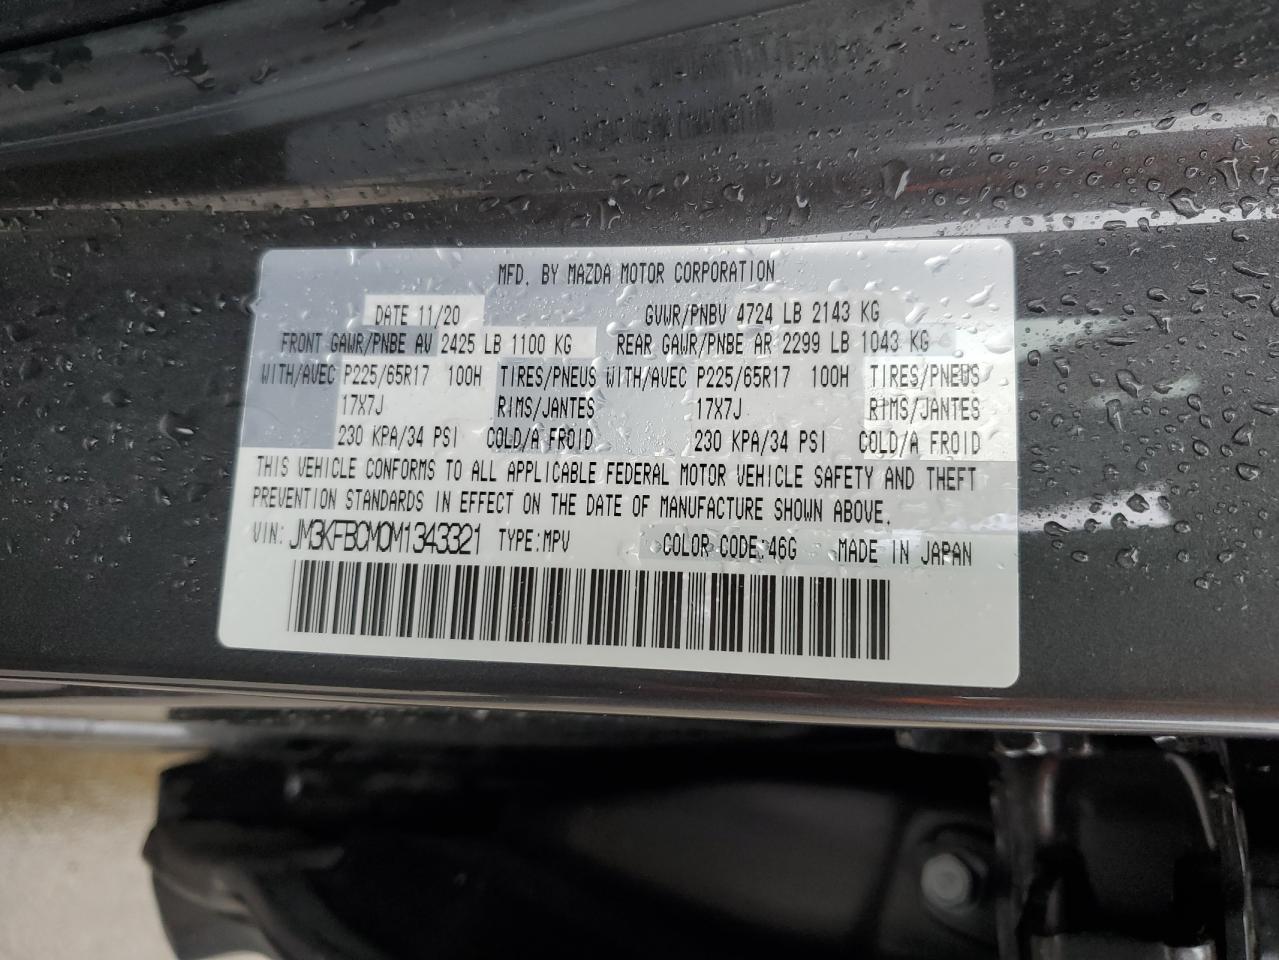 MFD. BY MAZDA MOTOR CORPORATION
DATE 11/20 GVWR/PNBV 4724 LB 2143 KG
FRONT GAWR/PNBE AV 2425 LB 1100 KG REAR GAWR/PNBE AR 2299 LB 1043 KG
WITH/AVEC P225/65R17 100H TIRES/PNEUS WITH/AVEC P225/65R17 100H TIRES/PNEUS
17X7J RIMS/JANTES 17X7J RIMS/JANTES
230 KPA/34 PSI COLD/A FROID 230 KPA/34 PSI COLD/A FROID
THIS VEHICLE CONFORMS TO ALL APPLICABLE FEDERAL MOTOR VEHICLE SAFETY AND THEFT
PREVENTION STANDARDS IN EFFECT ON THE DATE OF MANUFACTURE SHOWN ABOVE.
VIN: JM3KFBCM0M1343321 TYPE:MPV COLOR CODE:46G MADE IN JAPAN